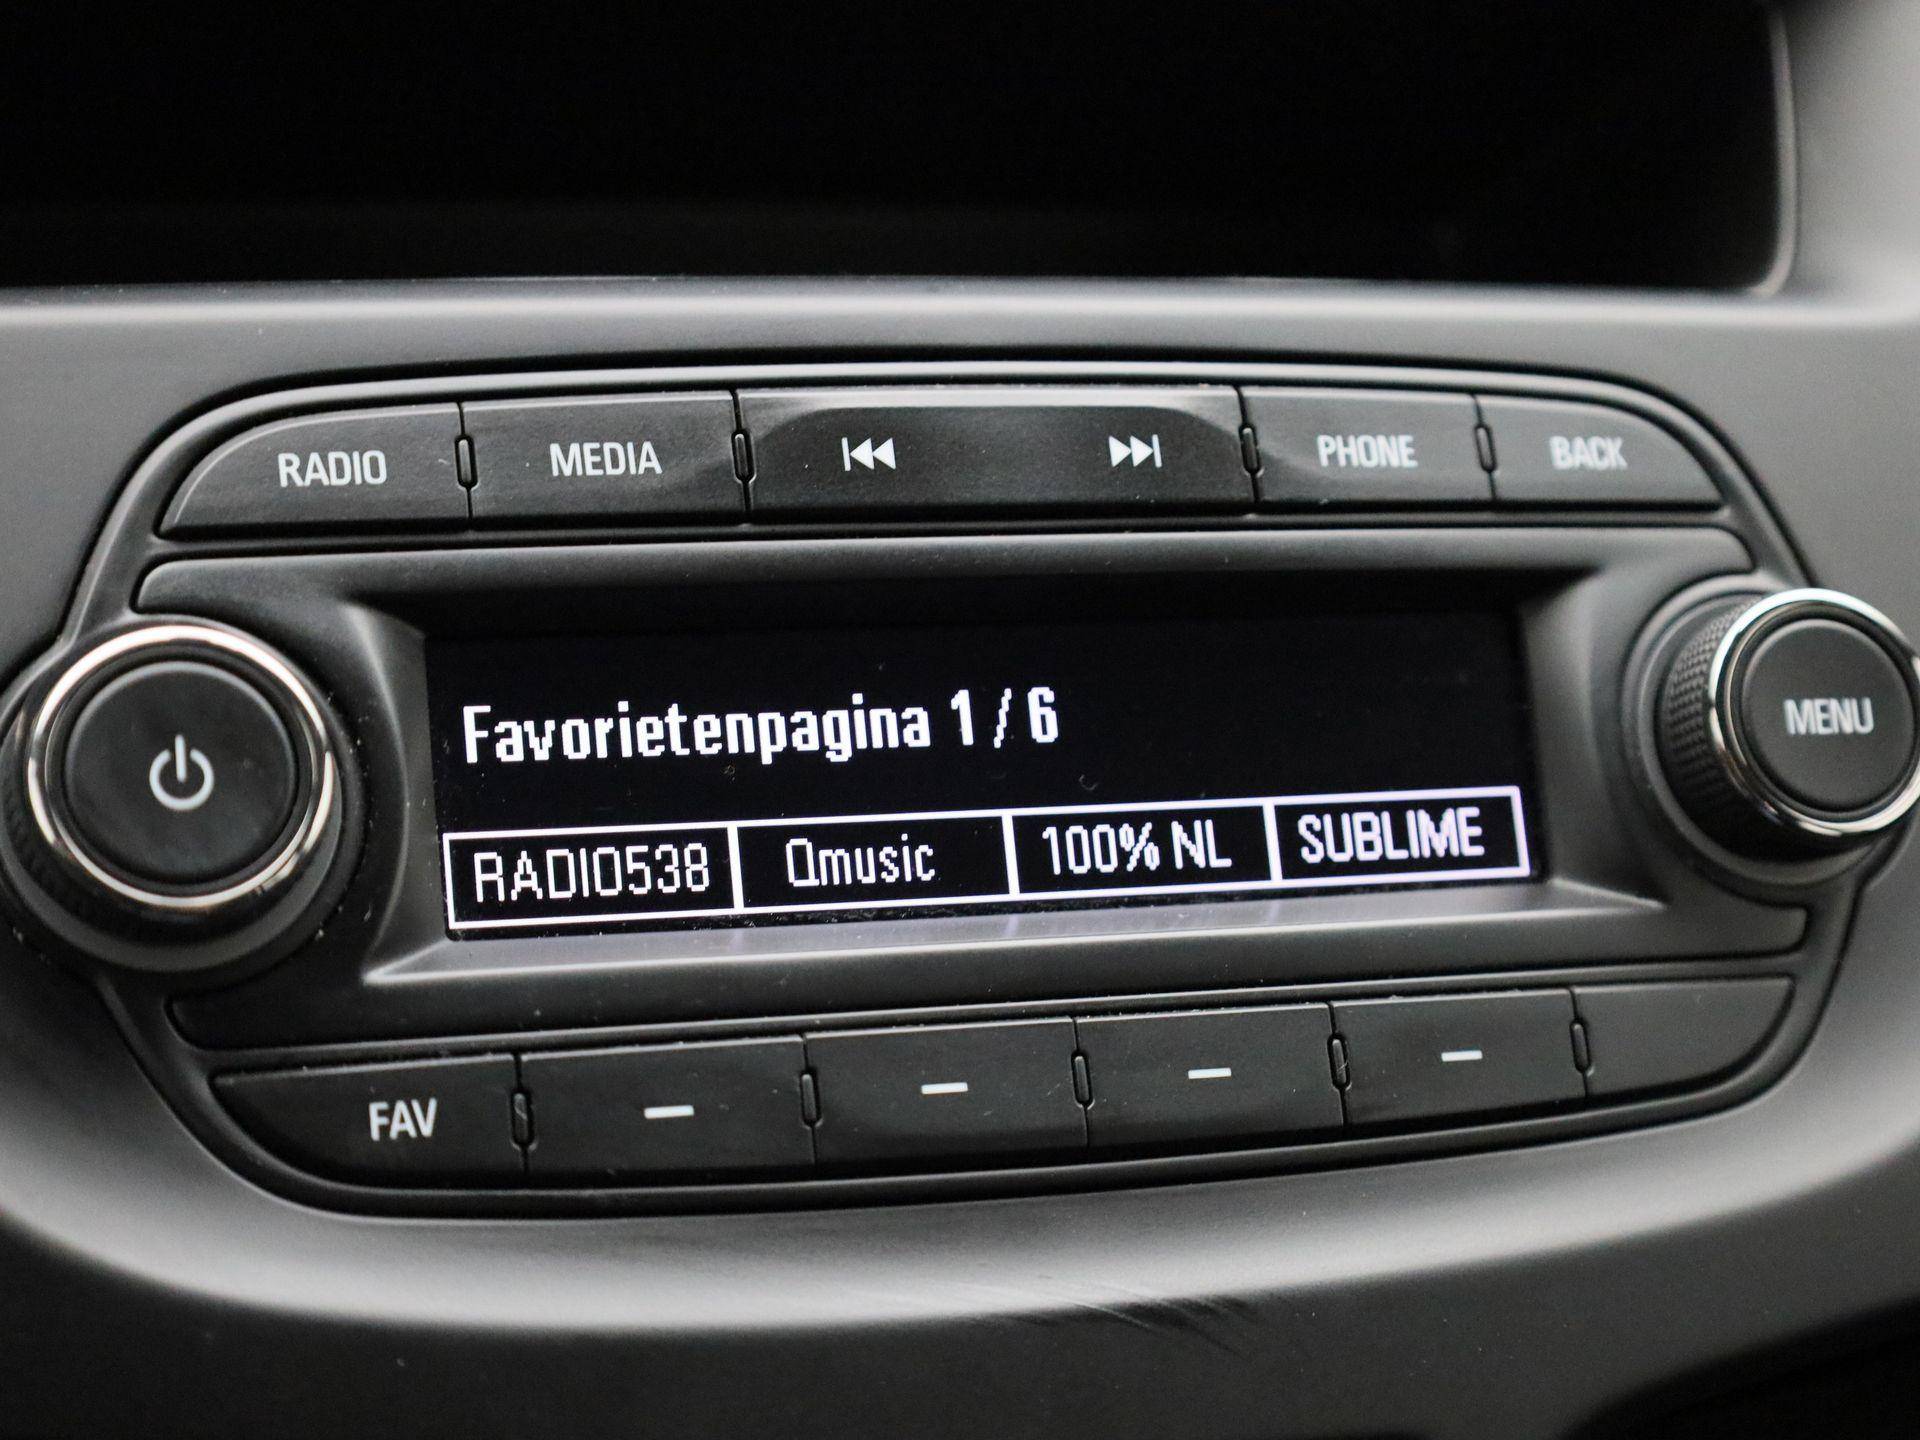 RADIO MEDIA PHONE BACK
Favorietenpagina 1 / 6
MENU
RADIO538 Qmusic 100% NL SUBLIME
FAV